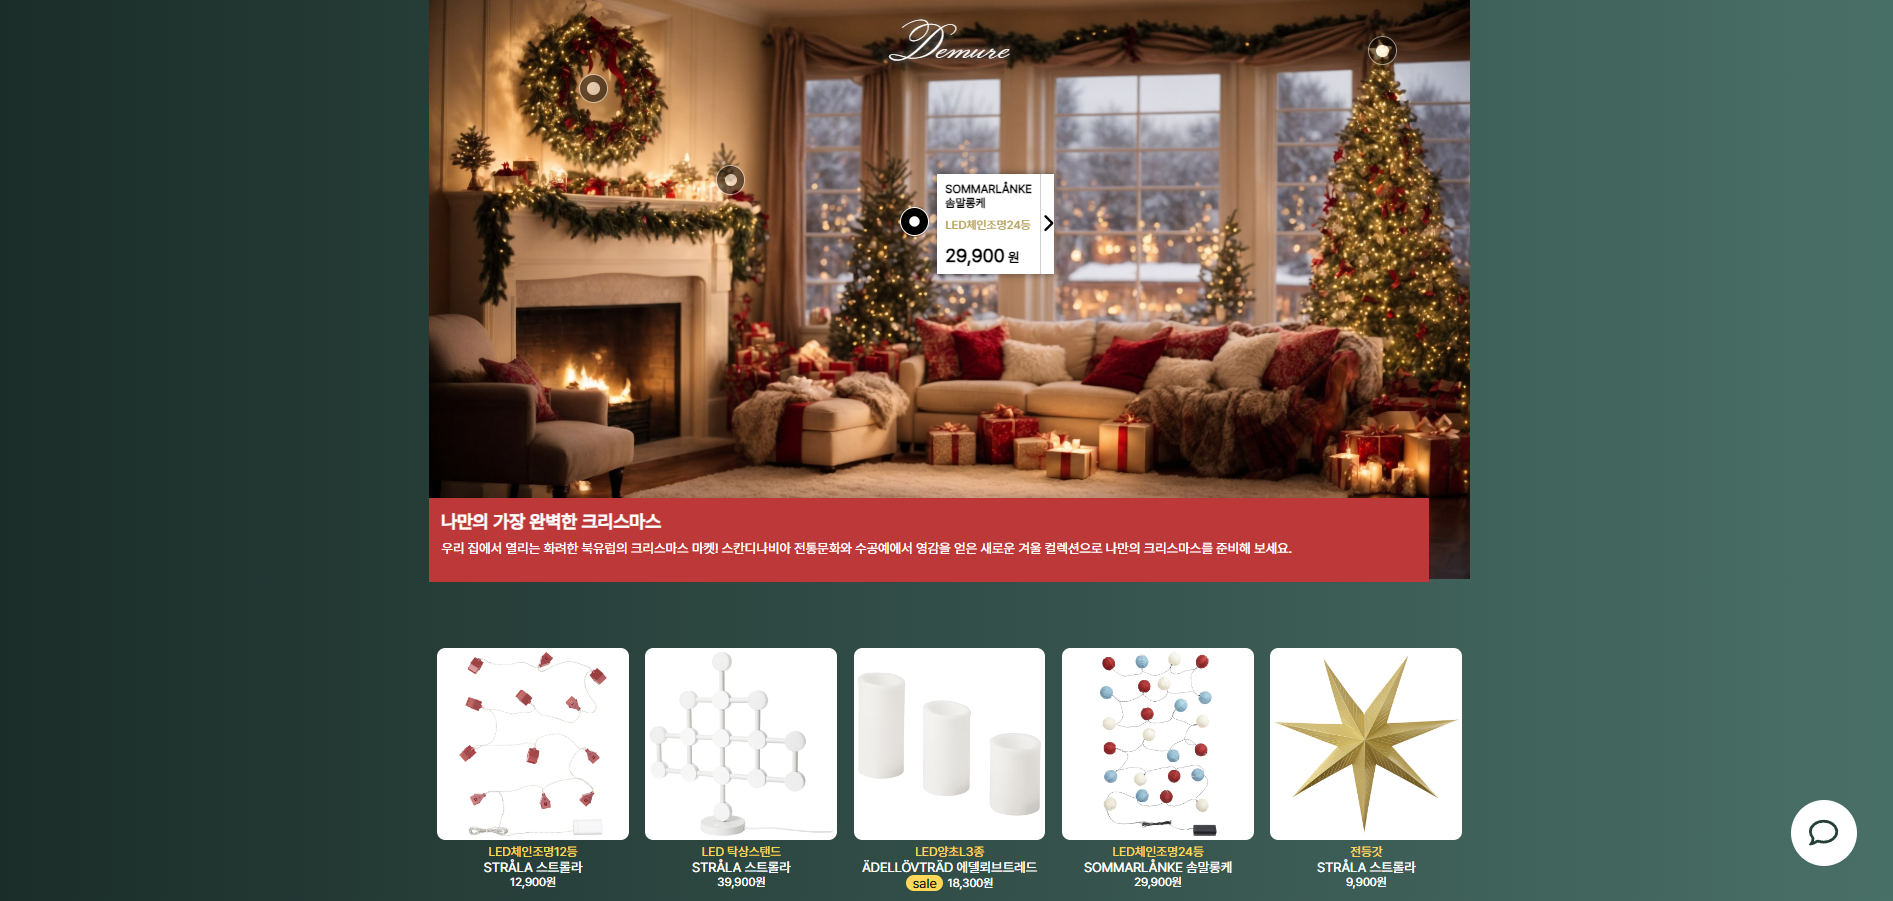 Demure
SOMMARLÅNKE
솜말롱케
LED체인조명24등
29,900 원
나만의 가장 완벽한 크리스마스
우리 집에서 열리는 화려한 북유럽의 크리스마스 마켓! 스칸디나비아 전통문화와 수공예에서 영감을 얻은 새로운 겨울 컬렉션으로 나만의 크리스마스를 준비해 보세요.
LED체인조명12등
STRÅLA 스트롤라
12,900원
LED 탁상스탠드
STRÅLA 스트롤라
39,900원
LED양초L3종
ÄDELLÖVTRÄD 에델뢰브트레드
sale 18,300원
LED체인조명24등
SOMMARLÅNKE 솜말롱케
29,900원
전등갓
STRÅLA 스트롤라
9,900원